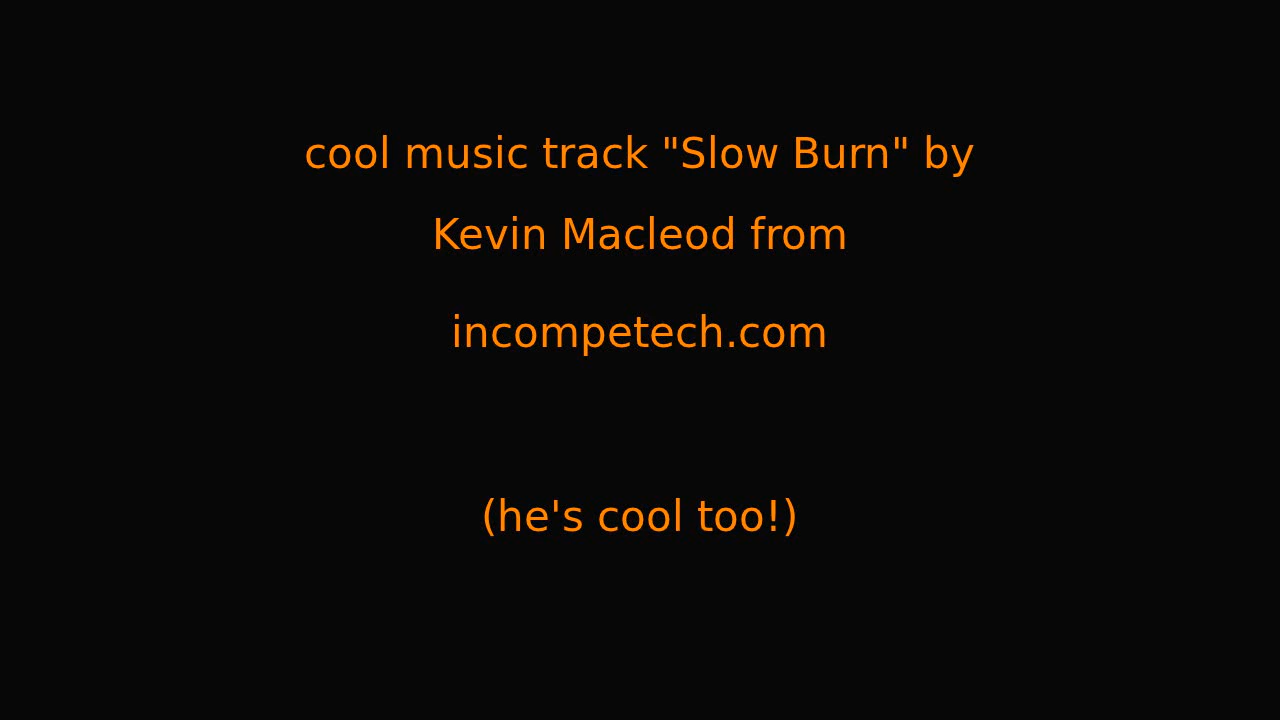 cool music track "Slow Burn" by
Kevin Macleod from
incompetech.com
(he's cool too!)